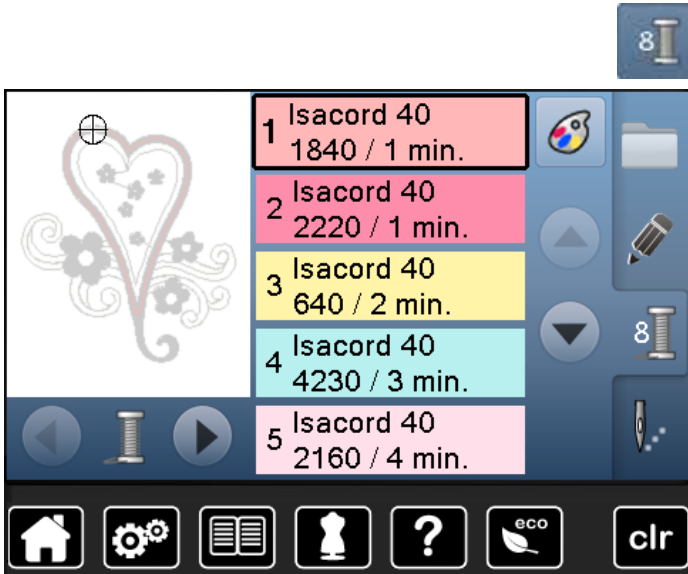 8
1 Isacord 40
1840 / 1 min.
2 Isacord 40
2220 / 1 min.
3 Isacord 40
640 / 2 min.
4 Isacord 40
4230 / 3 min.
5 Isacord 40
2160 / 4 min.
8
?
eco
clr